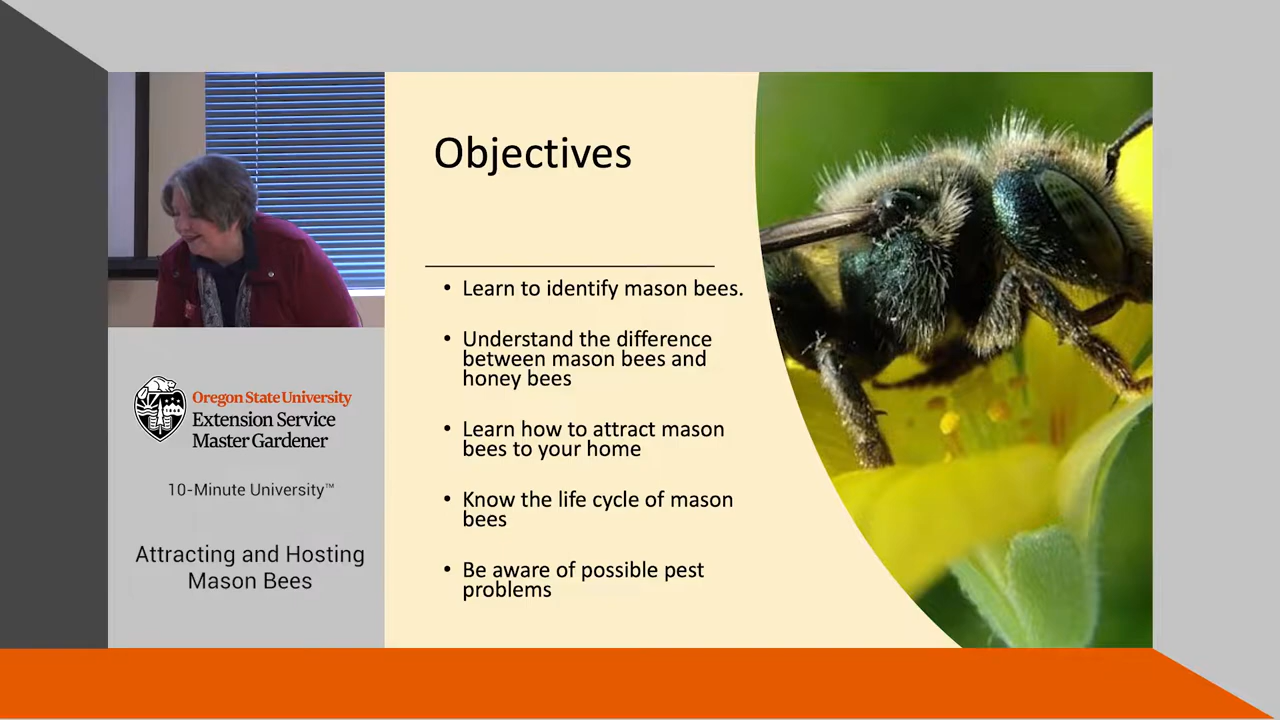 Objectives
• Learn to identify mason bees.
• Understand the difference
between mason bees and
honey bees
• Learn how to attract mason
bees to your home
• Know the life cycle of mason
bees
• Be aware of possible pest
problems
Oregon State University
Extension Service
Master Gardener
10-Minute University™
Attracting and Hosting
Mason Bees